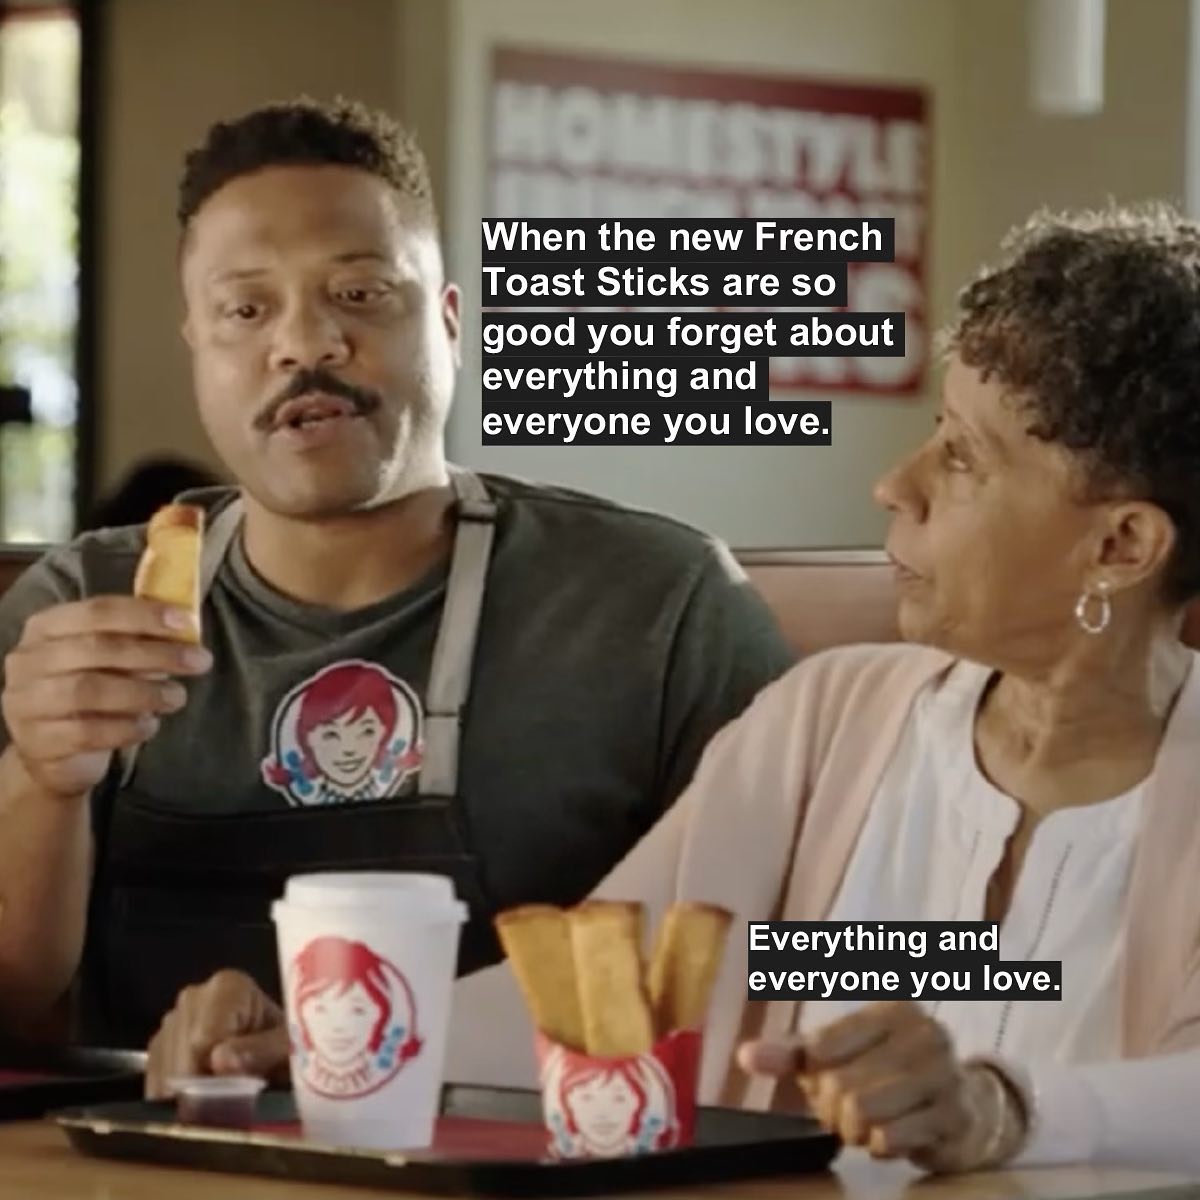 HOMESTYLE
When the new French
Toast Sticks are so
good you forget about
everything and
everyone you love.
Everything and
everyone you love.